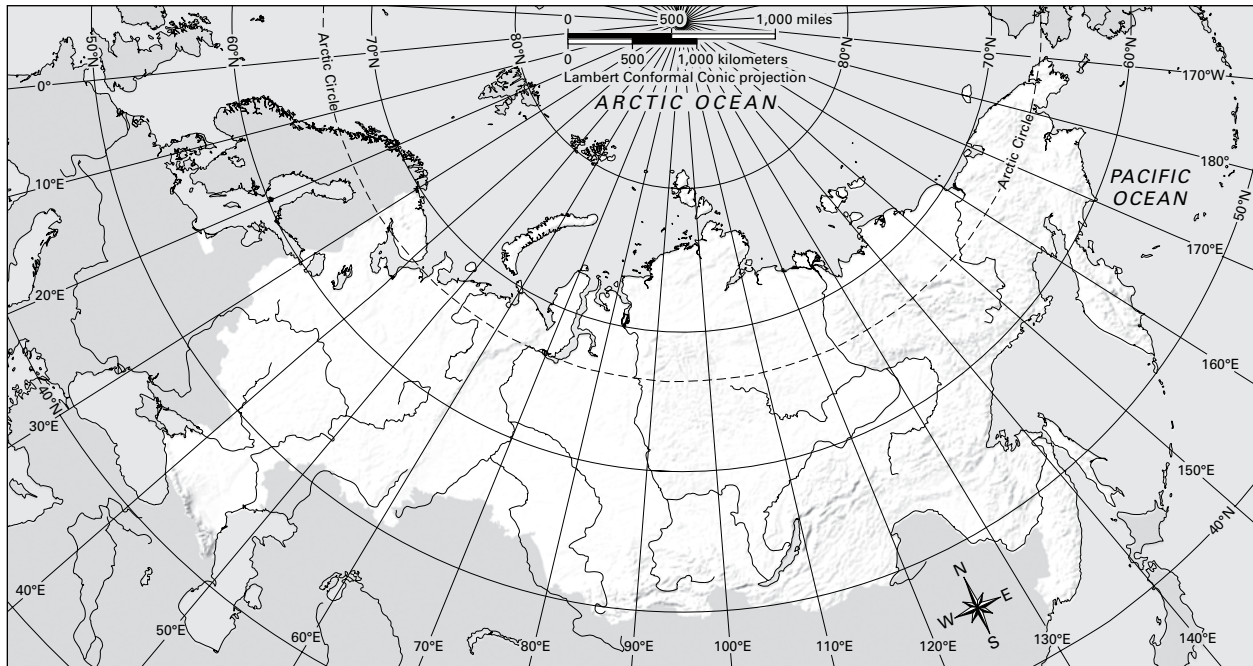 0 500 1,000 miles
0 500 1,000 kilometers
Lambert Conformal Conic projection
ARCTIC OCEAN
PACIFIC
OCEAN
Arctic Circle
Arctic Circle
50°N
60°N
70°N
80°N
80°N
70°N
60°N
170°W
180°
50°N
170°E
160°E
150°E
40°N
140°E
130°E
120°E
110°E
100°E
90°E
80°E
70°E
60°E
50°E
40°E
30°E
40°N
20°E
10°E
0°
N
E
S
W